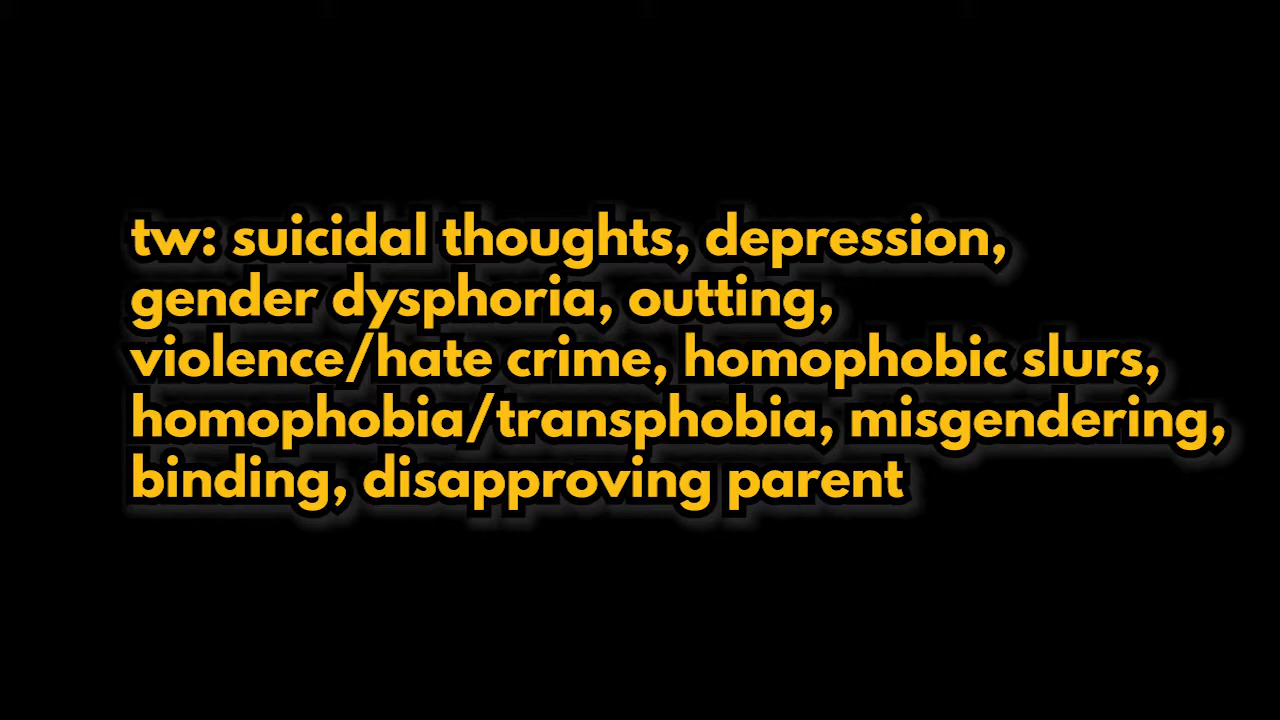 tw: suicidal thoughts, depression,
gender dysphoria, outting,
violence/hate crime, homophobic slurs,
homophobia/transphobia, misgendering,
binding, disapproving parent